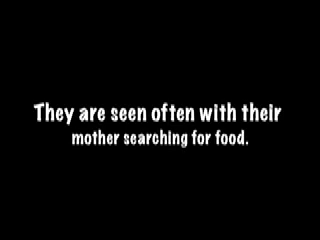 They are seen often with their
mother searching for food.